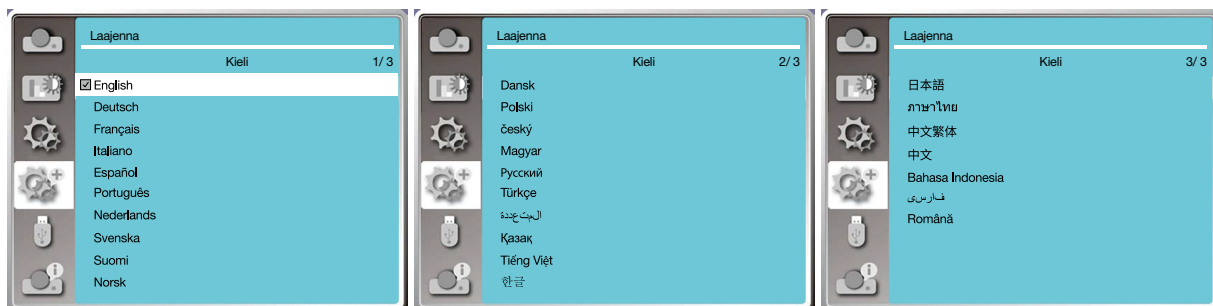 Laajenna
Kieli 1/3
English
Deutsch
Français
Italiano
Español
Português
Nederlands
Svenska
Suomi
Norsk
Laajenna
Kieli 2/3
Dansk
Polski
český
Magyar
Русский
Türkçe
المتعددة
Қазақ
Tiếng Việt
한글
Laajenna
Kieli 3/3
日本語
ภาษาไทย
中文繁体
中文
Bahasa Indonesia
فارسی
Română